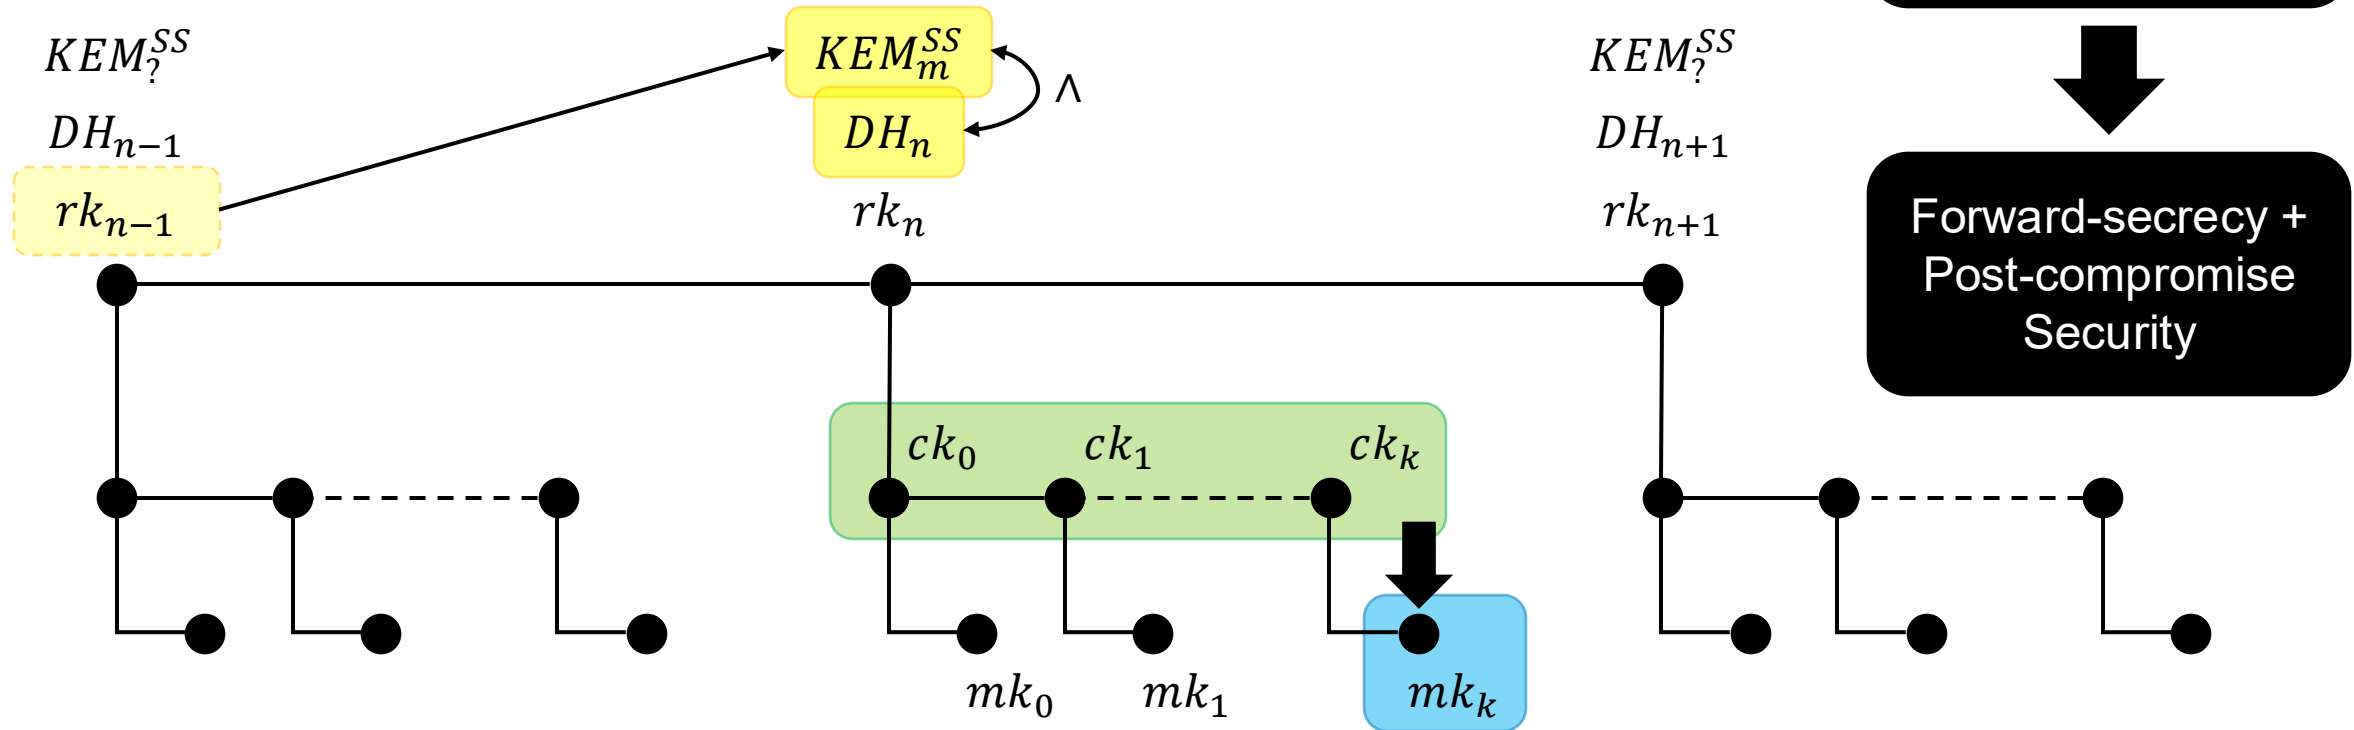 KEM_?^{SS}
DH_{n−1}
rk_{n−1}
KEM_m^{SS}
∧
DH_n
rk_n
KEM_?^{SS}
DH_{n+1}
rk_{n+1}
Forward-secrecy +
Post-compromise
Security
ck_0 ck_1 ck_k
mk_0 mk_1 mk_k